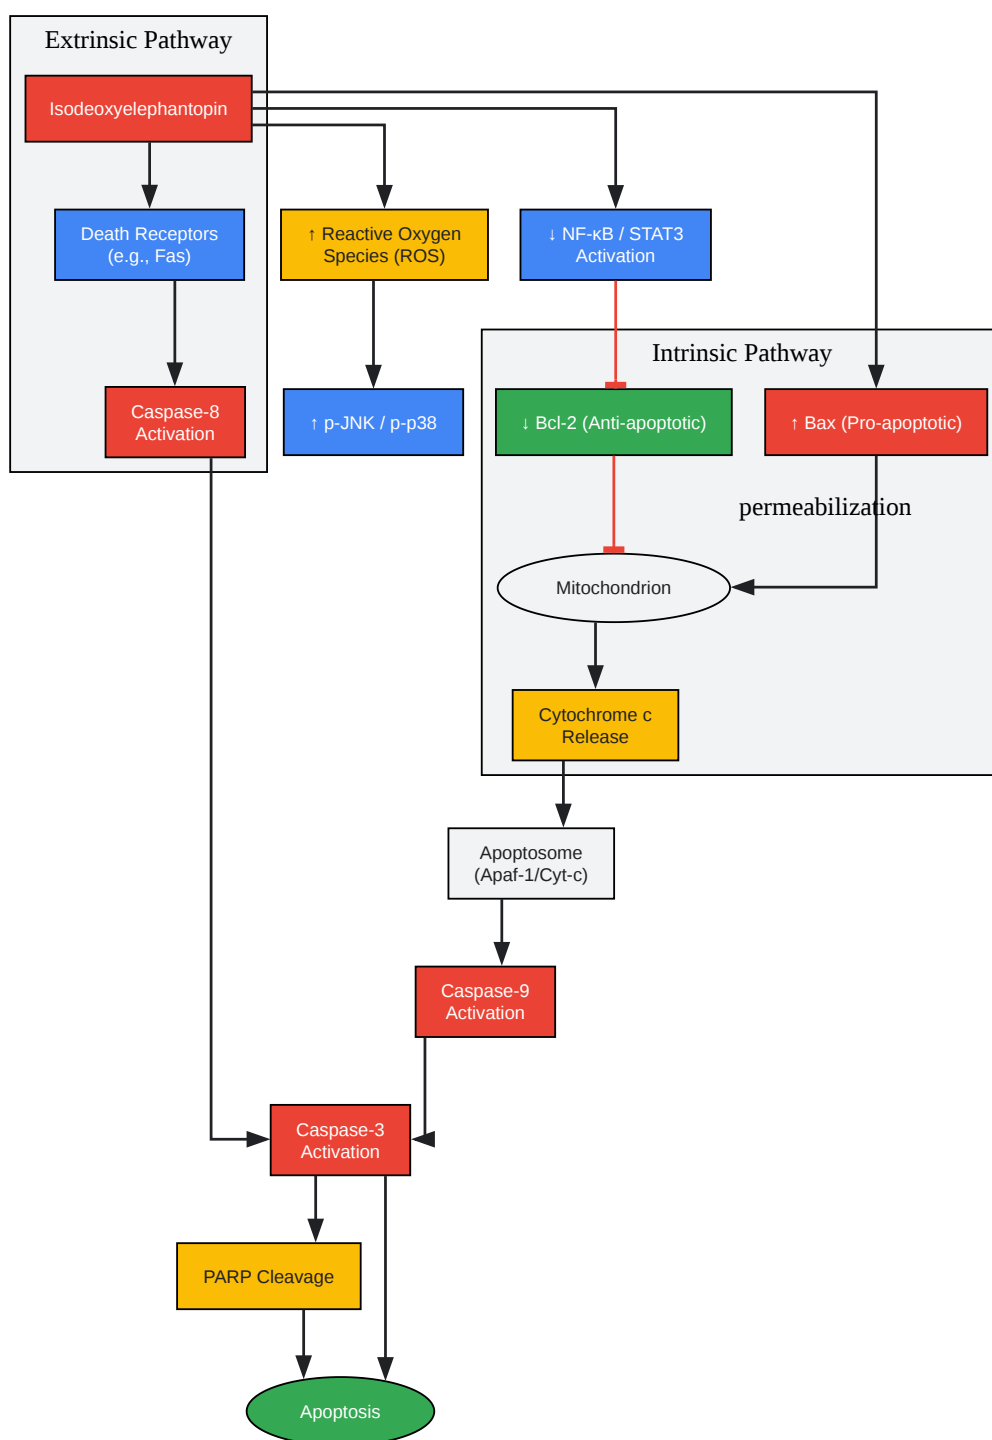 Extrinsic Pathway
Isodeoxyelephantopin
Death Receptors
(e.g., Fas)
↑ Reactive Oxygen
Species (ROS)
↓ NF-κB / STAT3
Activation
Intrinsic Pathway
Caspase-8
Activation
↑ p-JNK / p-p38
↓ Bcl-2 (Anti-apoptotic)
↑ Bax (Pro-apoptotic)
permeabilization
Mitochondrion
Cytochrome c
Release
Apoptosome
(Apaf-1/Cyt-c)
Caspase-9
Activation
Caspase-3
Activation
PARP Cleavage
Apoptosis